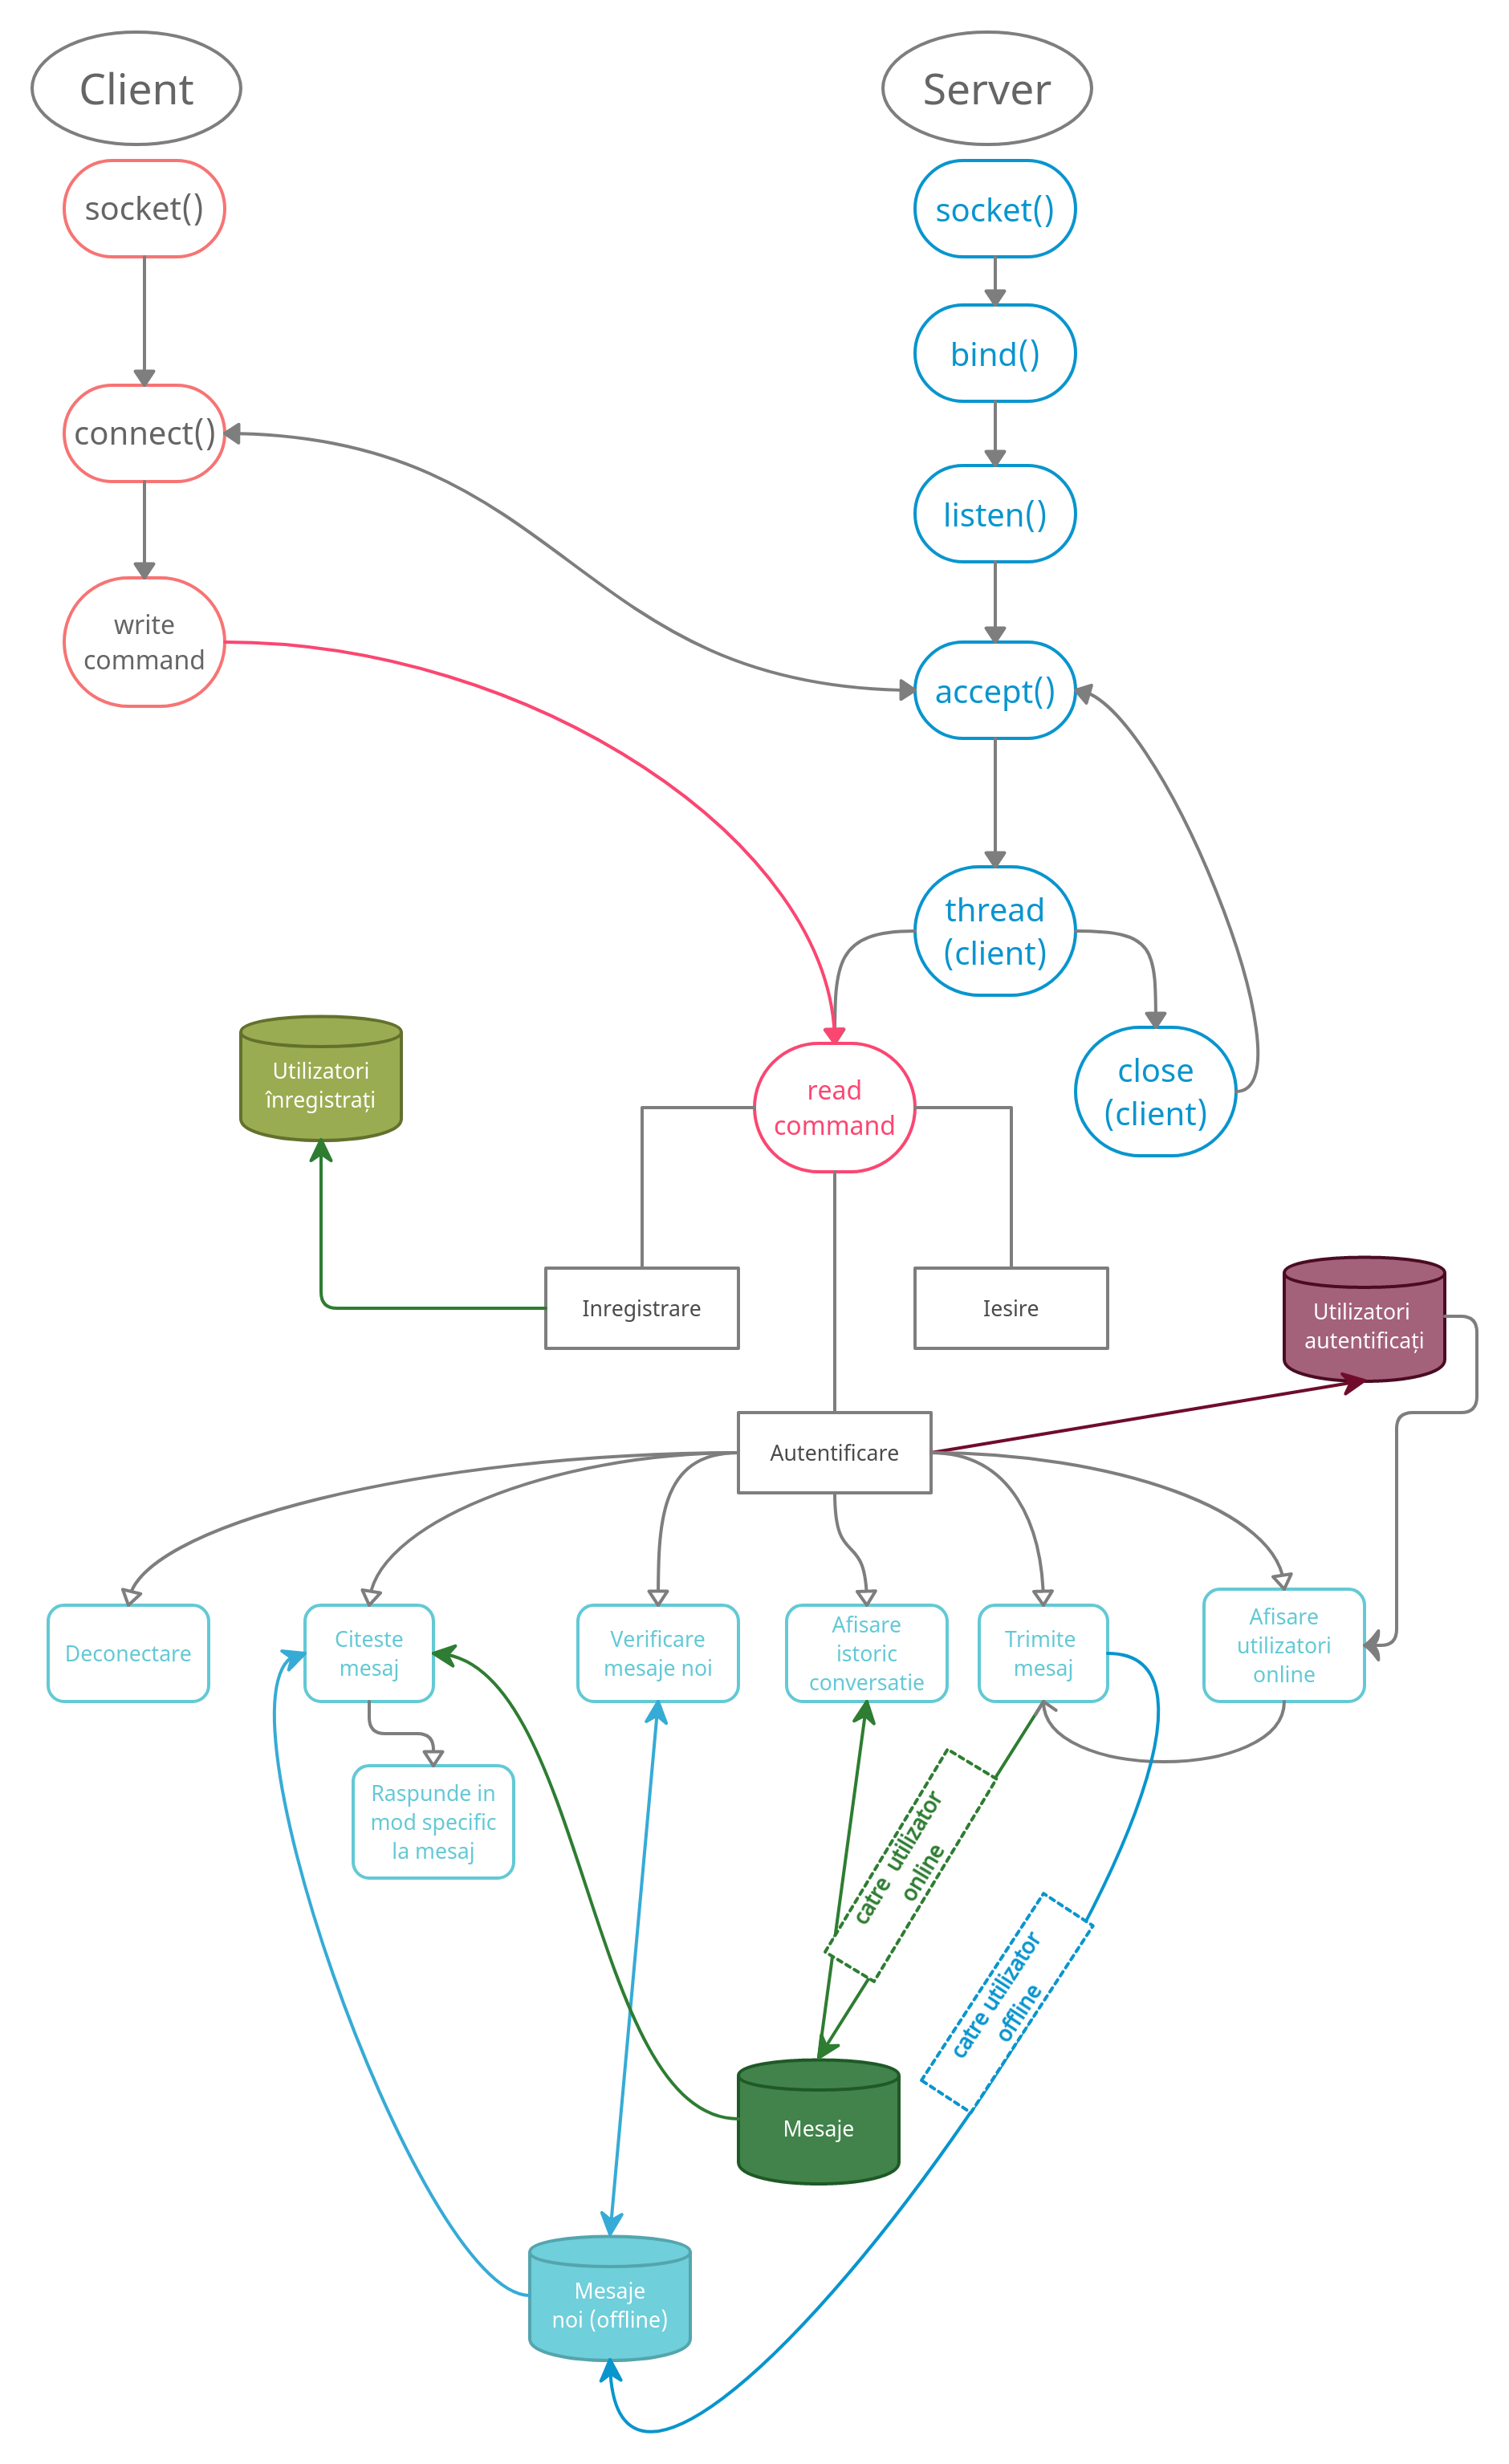 Client
Server
socket()
socket()
bind()
connect()
listen()
write
command
accept()
thread
(client)
Utilizatori
înregistrați
read
command
close
(client)
Inregistrare
Iesire
Utilizatori
autentificați
Autentificare
Deconectare
Citeste
mesaj
Verificare
mesaje noi
Afisare
istoric
conversatie
Trimite
mesaj
Afisare
utilizatori
online
Raspunde in
mod specific
la mesaj
catre utilizator
online
catre utilizator
offline
Mesaje
Mesaje
noi (offline)